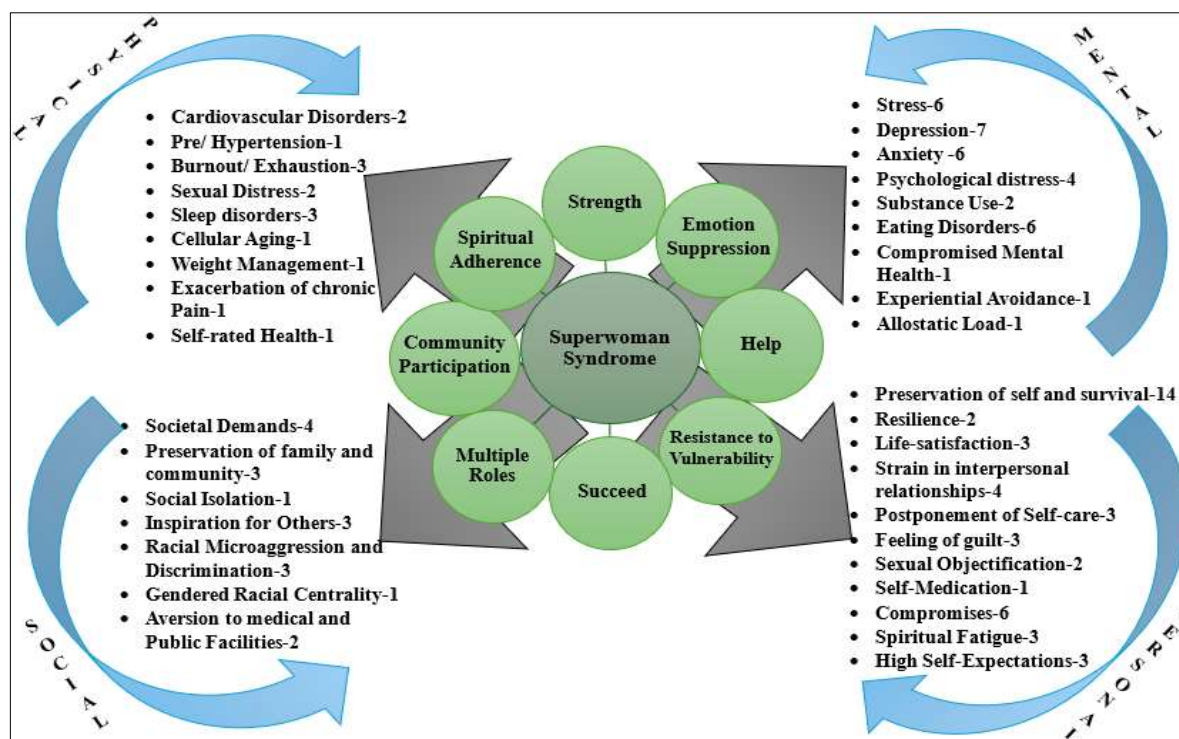 PHYSICAL
• Cardiovascular Disorders-2
• Pre/ Hypertension-1
• Burnout/ Exhaustion-3
• Sexual Distress-2
• Sleep disorders-3
• Cellular Aging-1
• Weight Management-1
• Exacerbation of chronic
Pain-1
• Self-rated Health-1
MENTAL
• Stress-6
• Depression-7
• Anxiety -6
• Psychological distress-4
• Substance Use-2
• Eating Disorders-6
• Compromised Mental
Health-1
• Experiential Avoidance-1
• Allostatic Load-1
Strength
Emotion
Suppression
Help
Resistance to
Vulnerability
Succeed
Multiple
Roles
Community
Participation
Spiritual
Adherence
Superwoman
Syndrome
• Societal Demands-4
• Preservation of family and
community-3
• Social Isolation-1
• Inspiration for Others-3
• Racial Microaggression and
Discrimination-3
• Gendered Racial Centrality-1
• Aversion to medical and
Public Facilities-2
SOCIAL
• Preservation of self and survival-14
• Resilience-2
• Life-satisfaction-3
• Strain in interpersonal
relationships-4
• Postponement of Self-care-3
• Feeling of guilt-3
• Sexual Objectification-2
• Self-Medication-1
• Compromises-6
• Spiritual Fatigue-3
• High Self-Expectations-3